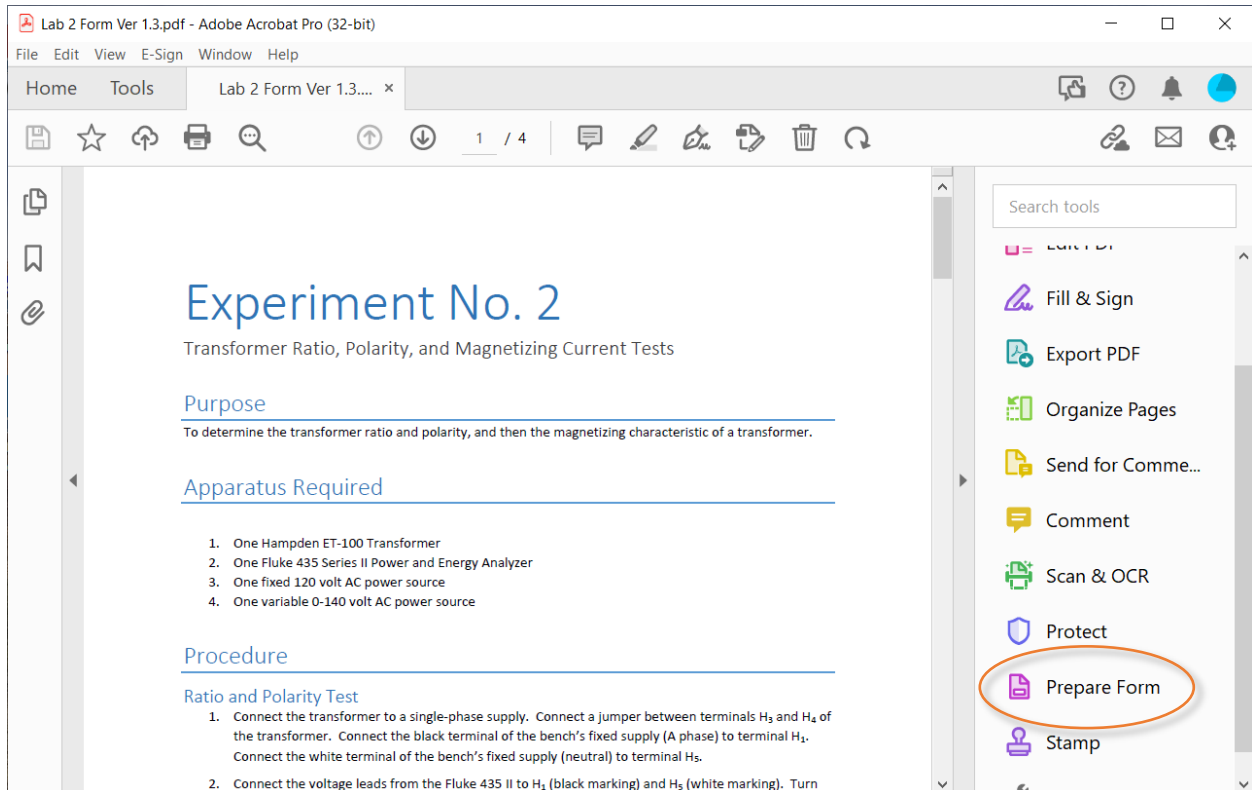 Lab 2 Form Ver 1.3.pdf - Adobe Acrobat Pro (32-bit)
File Edit View E-Sign Window Help
Home Tools Lab 2 Form Ver 1.3.... ×
1 / 4
Search tools
Edit PDF
Fill & Sign
Export PDF
Organize Pages
Send for Comme...
Comment
Scan & OCR
Protect
Prepare Form
Stamp
Experiment No. 2
Transformer Ratio, Polarity, and Magnetizing Current Tests
Purpose
To determine the transformer ratio and polarity, and then the magnetizing characteristic of a transformer.
Apparatus Required
1. One Hampden ET-100 Transformer
2. One Fluke 435 Series II Power and Energy Analyzer
3. One fixed 120 volt AC power source
4. One variable 0-140 volt AC power source
Procedure
Ratio and Polarity Test
1. Connect the transformer to a single-phase supply. Connect a jumper between terminals H₃ and H₄ of
the transformer. Connect the black terminal of the bench's fixed supply (A phase) to terminal H₁.
Connect the white terminal of the bench's fixed supply (neutral) to terminal H₅.
2. Connect the voltage leads from the Fluke 435 II to H₁ (black marking) and H₅ (white marking). Turn